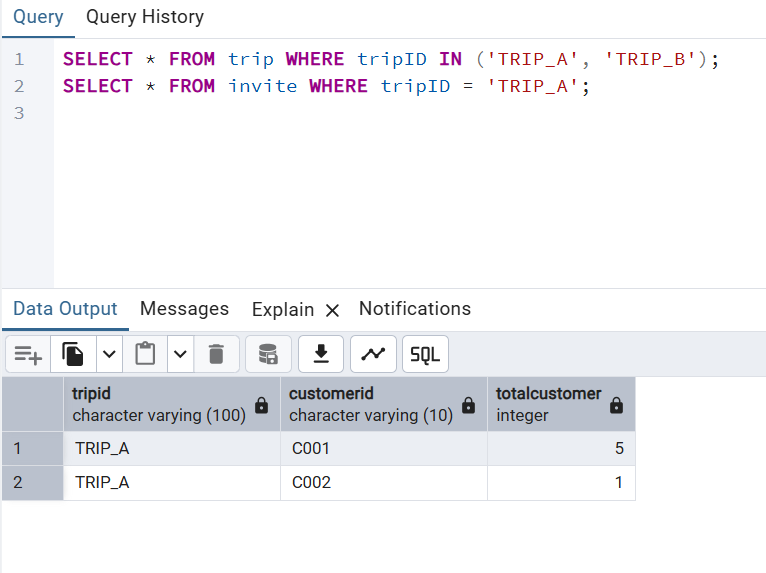 Query Query History
1 SELECT * FROM trip WHERE tripID IN ('TRIP_A', 'TRIP_B');
2 SELECT * FROM invite WHERE tripID = 'TRIP_A';
3
Data Output Messages Explain Notifications
SQL
tripid customerid totalcustomer
character varying (100) character varying (10) integer
1 TRIP_A C001 5
2 TRIP_A C002 1